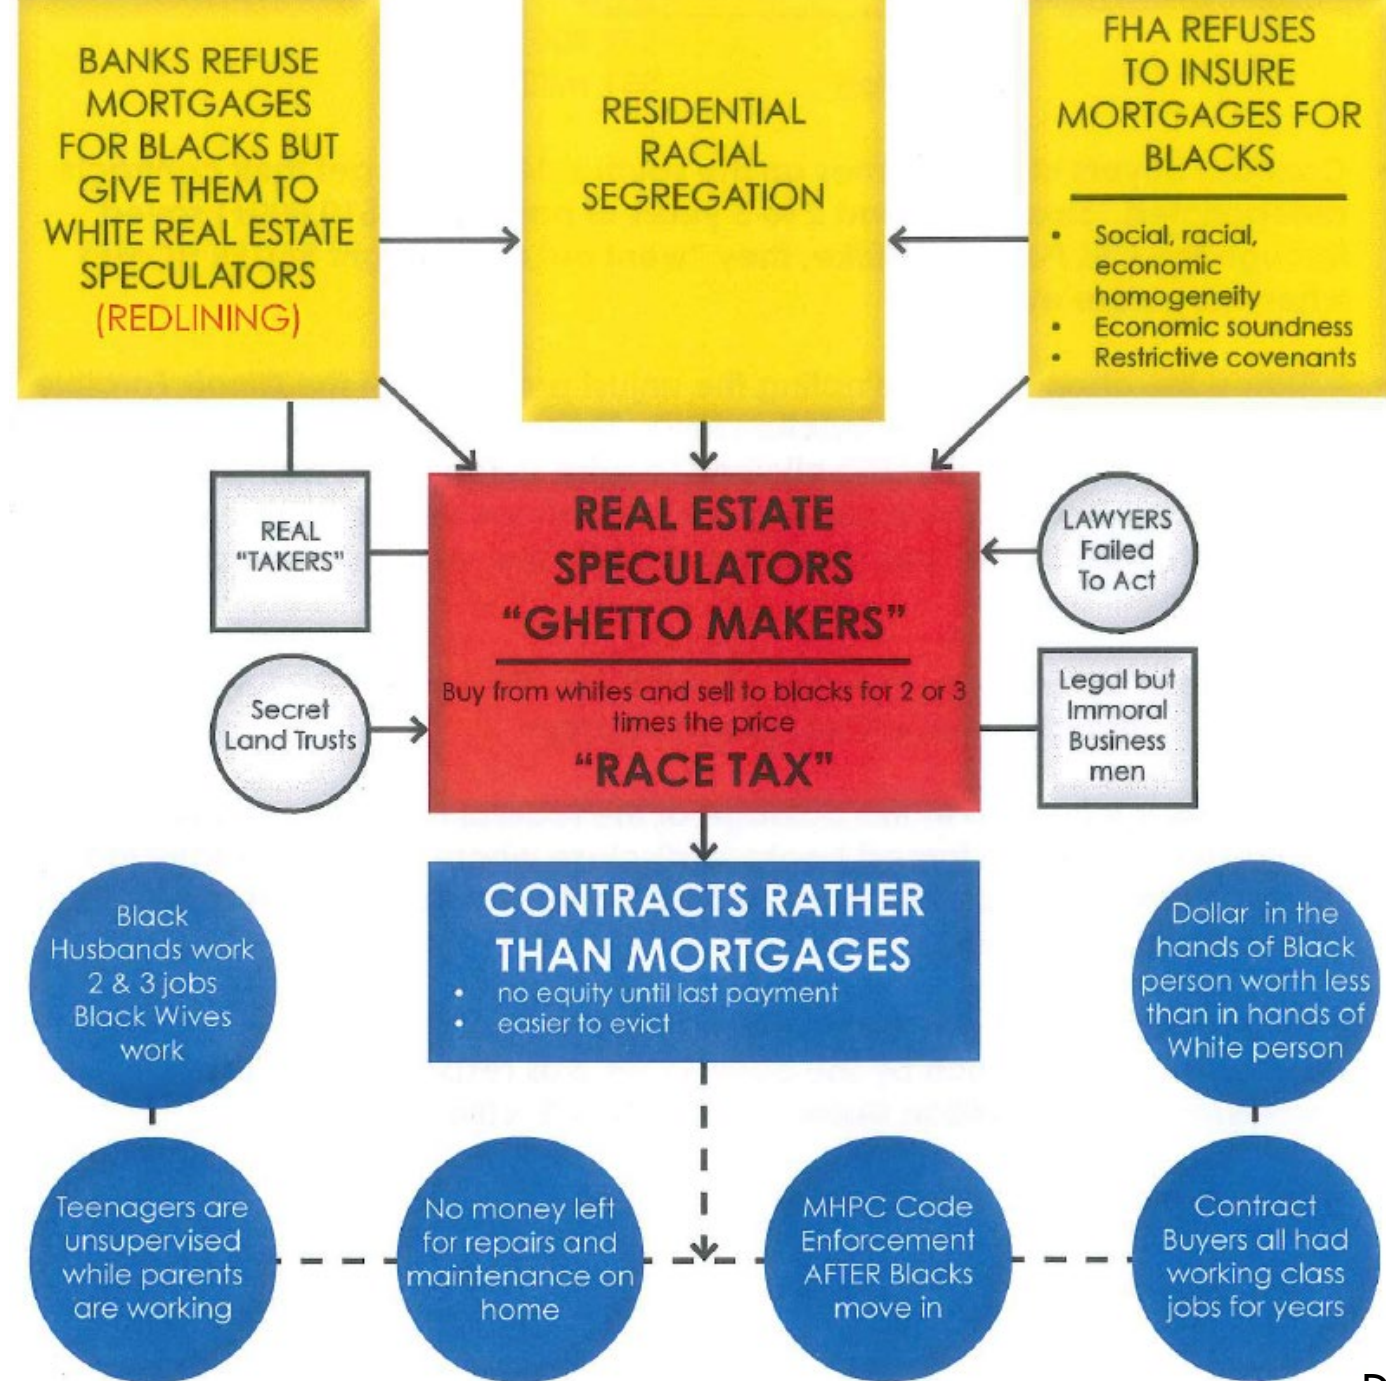 BANKS REFUSE
MORTGAGES
FOR BLACKS BUT
GIVE THEM TO
WHITE REAL ESTATE
SPECULATORS
(REDLINING)
RESIDENTIAL
RACIAL
SEGREGATION
FHA REFUSES
TO INSURE
MORTGAGES FOR
BLACKS
• Social, racial,
economic
homogeneity
• Economic soundness
• Restrictive covenants
REAL
"TAKERS"
REAL ESTATE
SPECULATORS
"GHETTO MAKERS"
Buy from whites and sell to blacks for 2 or 3
times the price
"RACE TAX"
LAWYERS
Failed
To Act
Secret
Land Trusts
Legal but
Immoral
Business
men
CONTRACTS RATHER
THAN MORTGAGES
• no equity until last payment
• easier to evict
Black
Husbands work
2 & 3 jobs
Black Wives
work
Dollar in the
hands of Black
person worth less
than in hands of
White person
Teenagers are
unsupervised
while parents
are working
No money left
for repairs and
maintenance on
home
MHPC Code
Enforcement
AFTER Blacks
move in
Contract
Buyers all had
working class
jobs for years